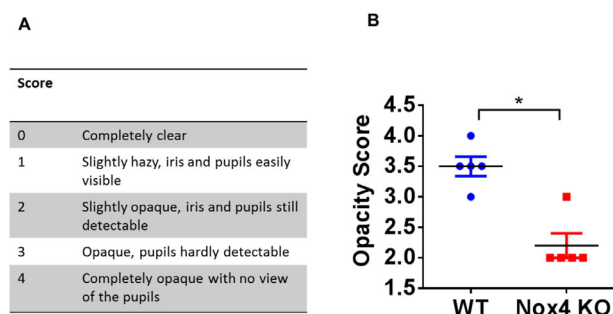 A
Score
0 Completely clear
1 Slightly hazy, iris and pupils easily
visible
2 Slightly opaque, iris and pupils still
detectable
3 Opaque, pupils hardly detectable
4 Completely opaque with no view
of the pupils
B
*
Opacity Score
4.5
4.0
3.5
3.0
2.5
2.0
1.5
WT Nox4 KO